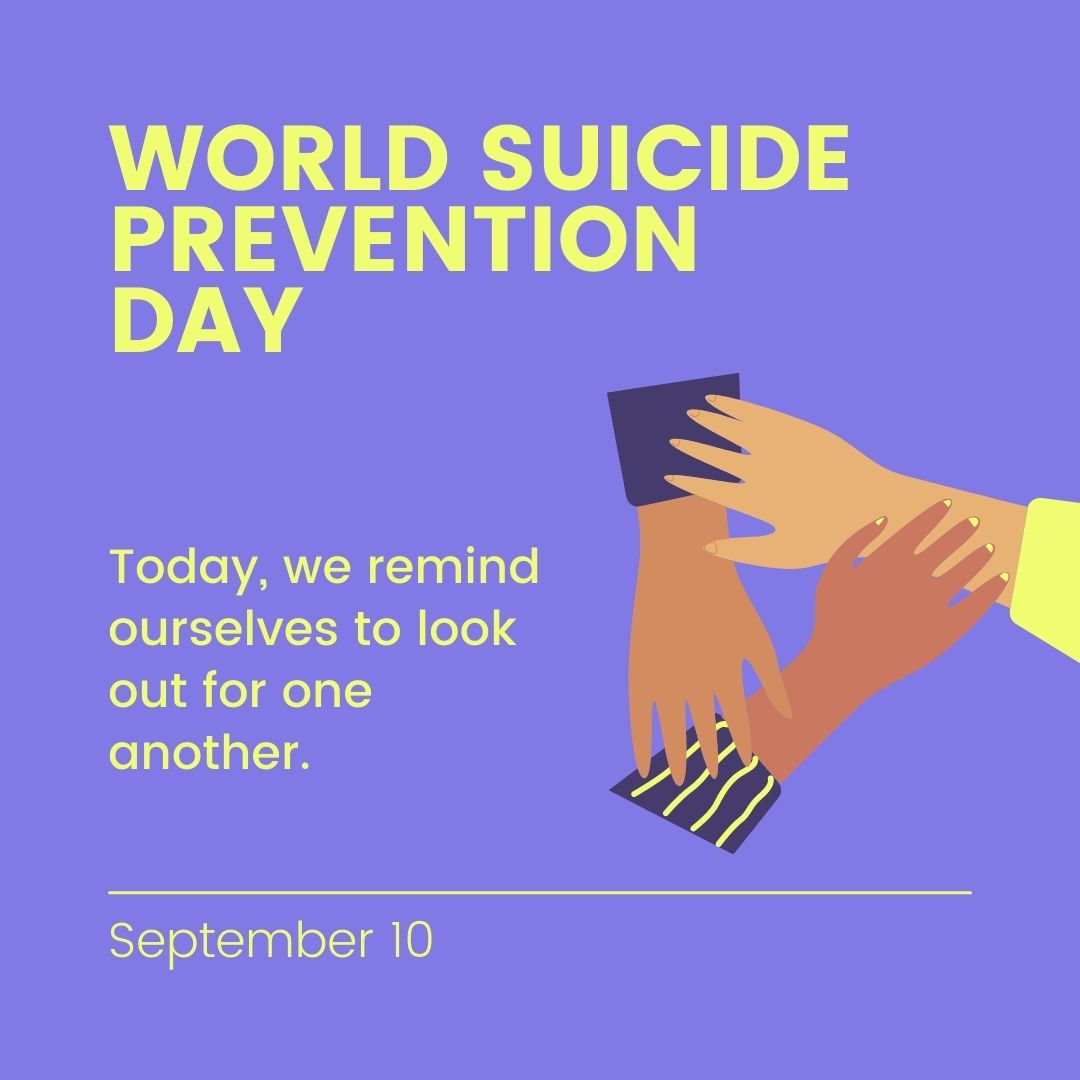 WORLD SUICIDE
PREVENTION
DAY
Today, we remind
ourselves to look
out for one
another.
September 10